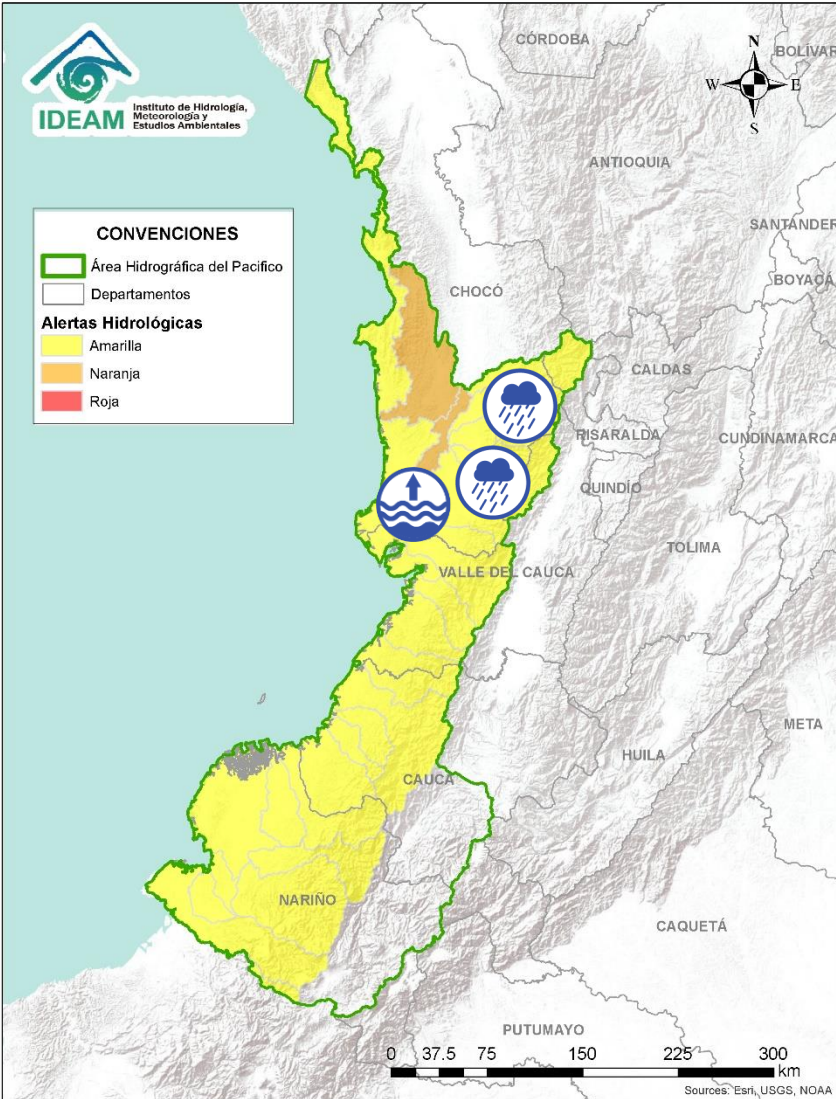 IDEAM
Instituto de Hidrología,
Meteorología y
Estudios Ambientales
N
W
E
S
CÓRDOBA
BOLÍVAR
ANTIOQUIA
SANTANDER
BOYACÁ
CHOCÓ
CALDAS
RISARALDA
CUNDINAMARCA
QUINDÍO
TOLIMA
VALLE DEL CAUCA
META
HUILA
CAUCA
NARIÑO
CAQUETÁ
PUTUMAYO
CONVENCIONES
Área Hidrográfica del Pacifico
Departamentos
Alertas Hidrológicas
Amarilla
Naranja
Roja
0 37.5 75 150 225 300
km
Sources: Esri, USGS, NOAA